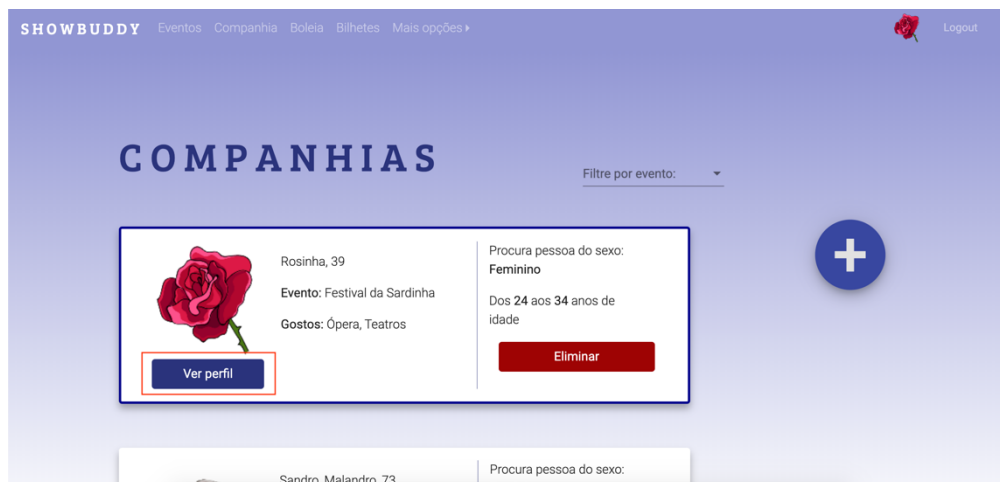 SHOWBUDDY Eventos Companhia Boleia Bilhetes Mais opções Logout
COMPANHIAS
Filtre por evento:
Rosinha, 39
Evento: Festival da Sardinha
Gostos: Ópera, Teatros
Ver perfil
Procura pessoa do sexo:
Feminino
Dos 24 aos 34 anos de
idade
Eliminar
Sandro Malandro, 73
Procura pessoa do sexo: